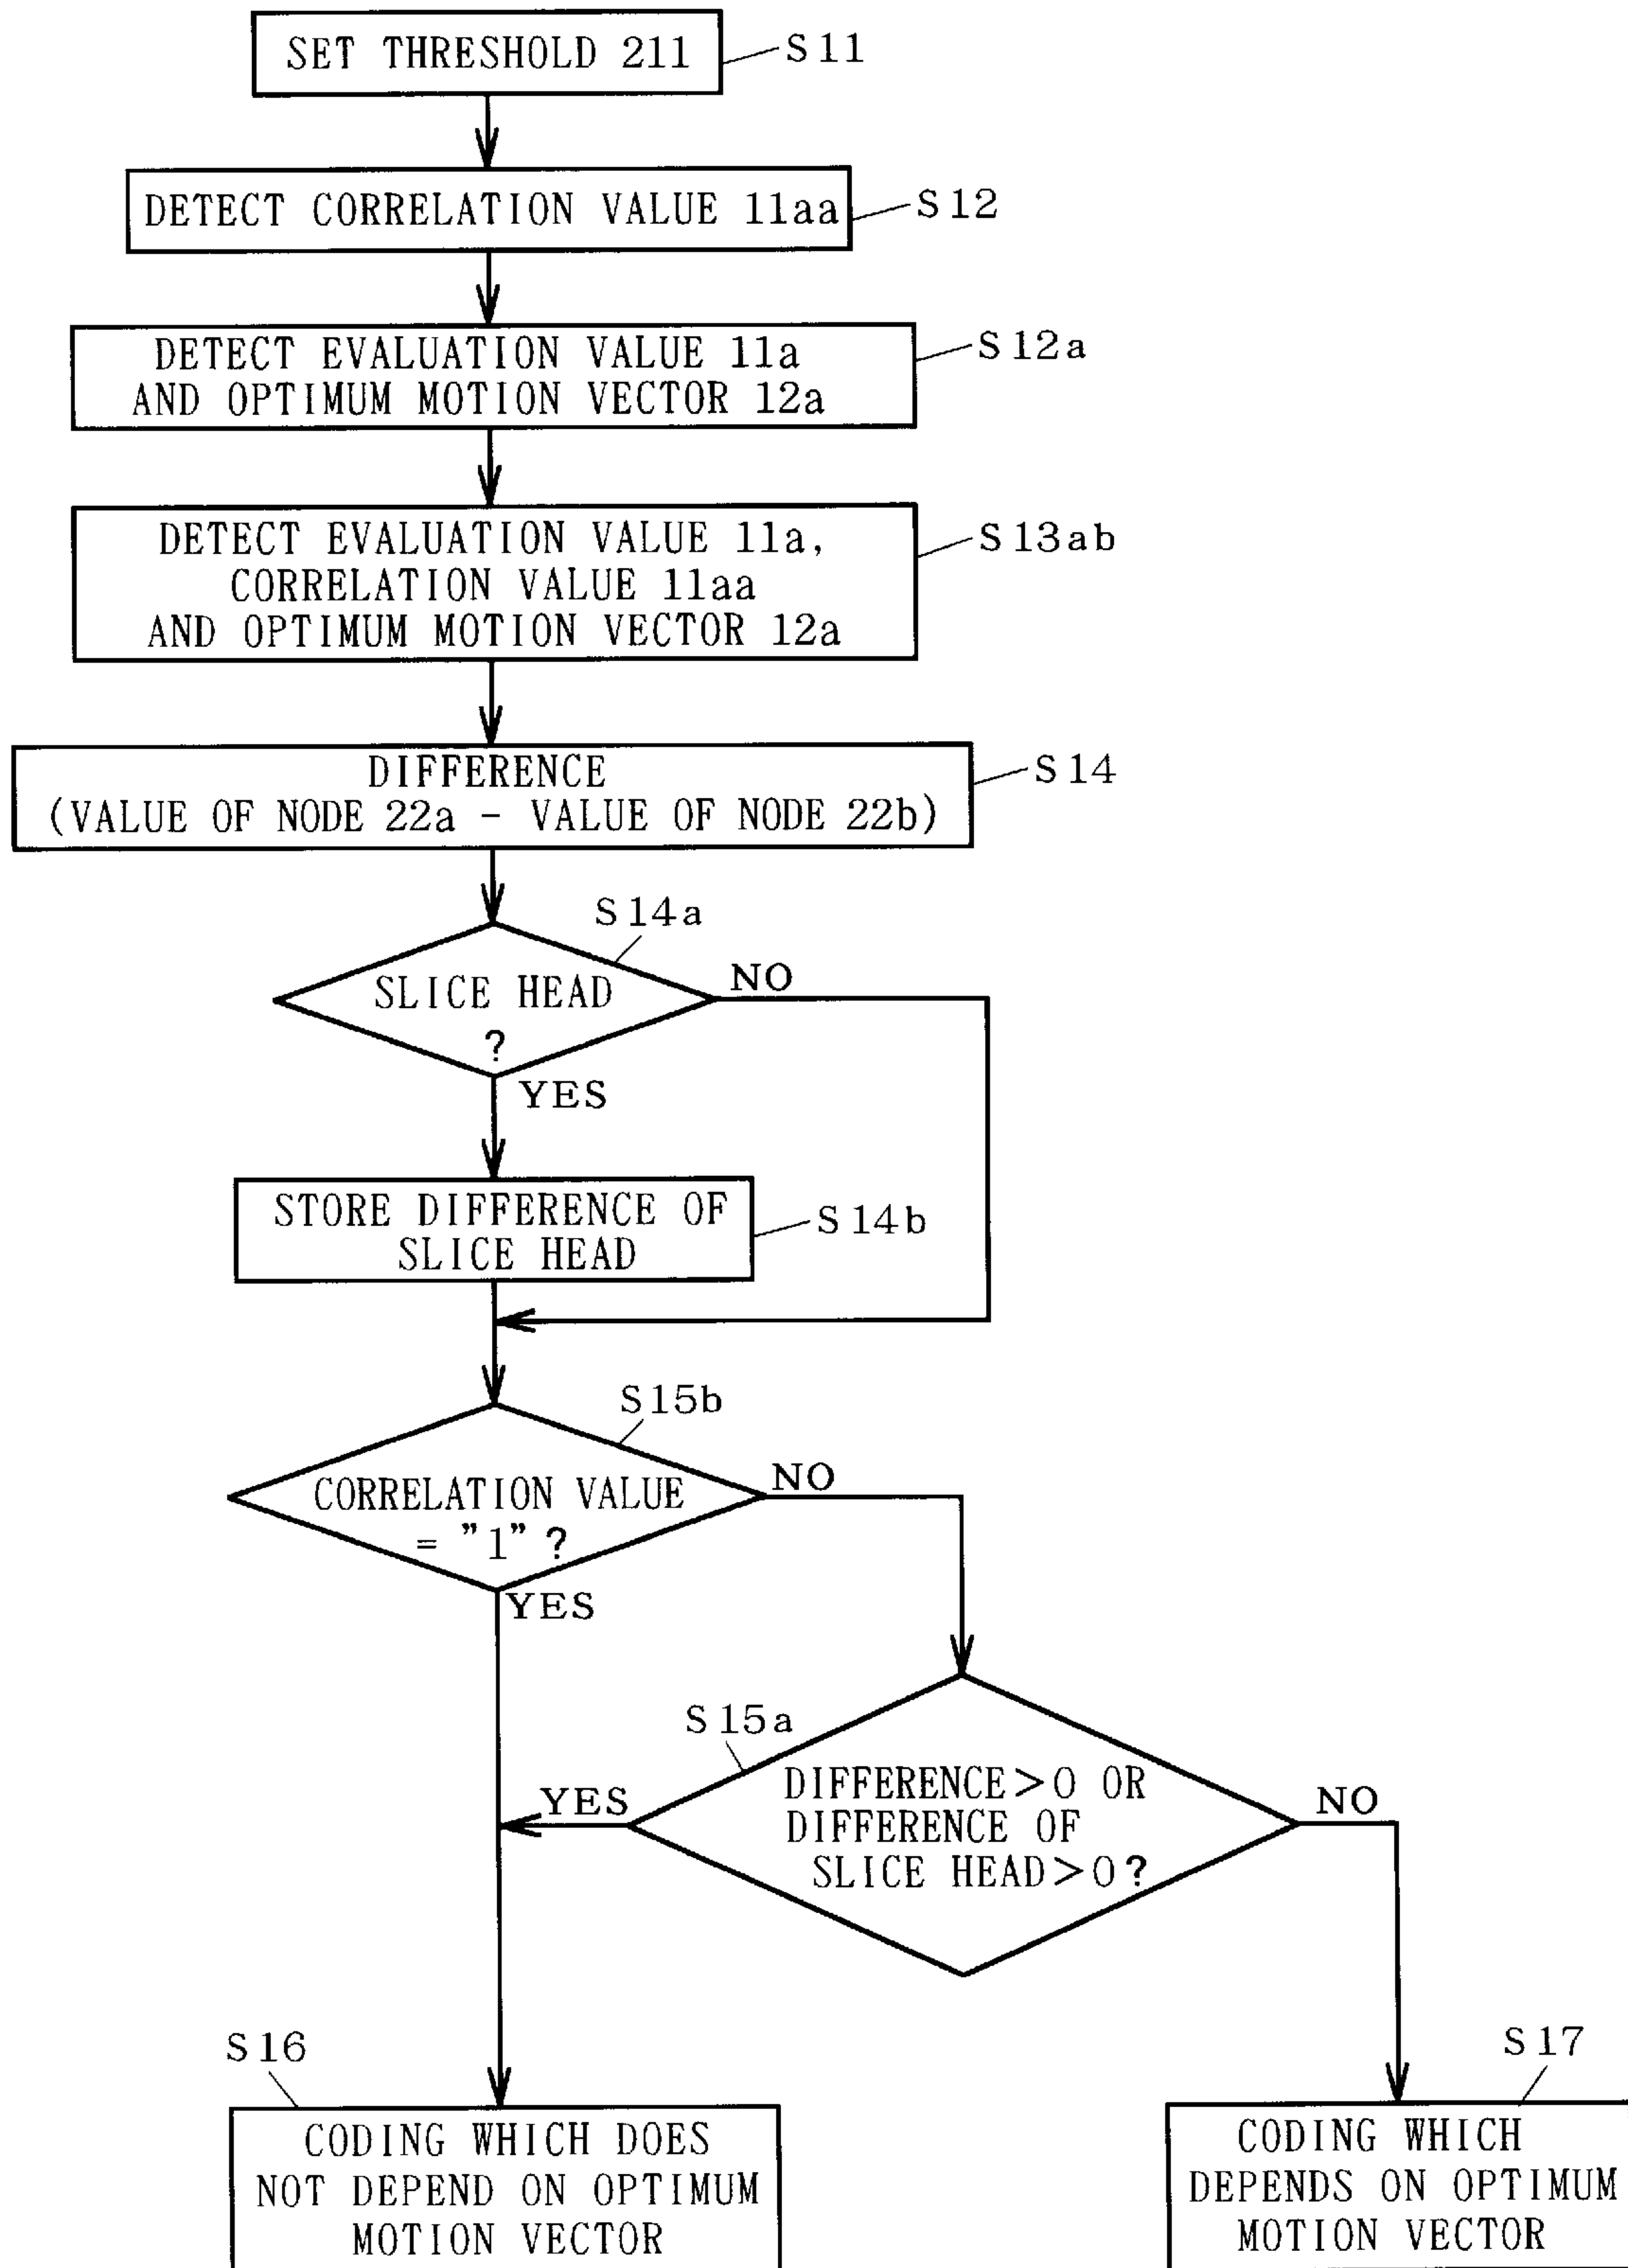 SET THRESHOLD 211
S11
DETECT CORRELATION VALUE 11aa
S12
DETECT EVALUATION VALUE 11a
AND OPTIMUM MOTION VECTOR 12a
S12a
DETECT EVALUATION VALUE 11a,
CORRELATION VALUE 11aa
AND OPTIMUM MOTION VECTOR 12a
S13ab
DIFFERENCE
(VALUE OF NODE 22a - VALUE OF NODE 22b)
S14
S14a
SLICE HEAD
?
NO
YES
STORE DIFFERENCE OF
SLICE HEAD
S14b
S15b
CORRELATION VALUE
= "1" ?
NO
YES
S15a
DIFFERENCE>0 OR
DIFFERENCE OF
SLICE HEAD>0?
YES
NO
S16
CODING WHICH DOES
NOT DEPEND ON OPTIMUM
MOTION VECTOR
S17
CODING WHICH
DEPENDS ON OPTIMUM
MOTION VECTOR